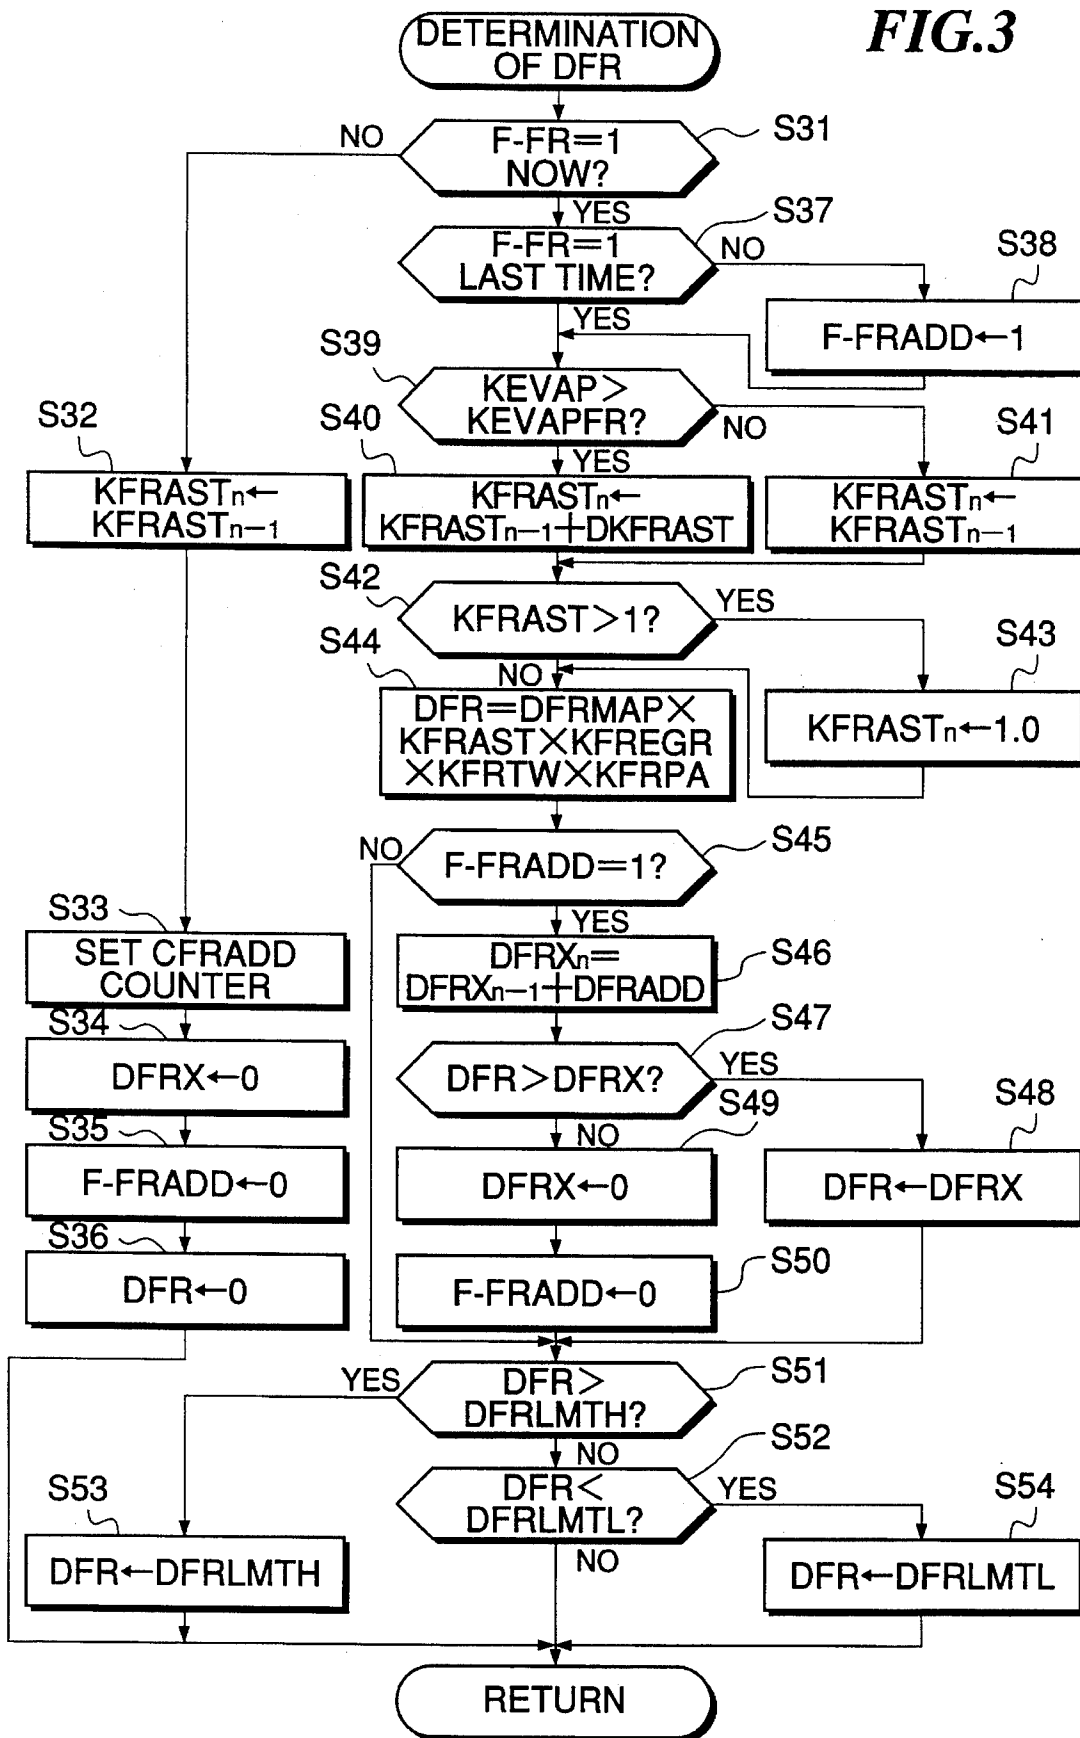 FIG.3
DETERMINATION
OF DFR
S31
F-FR=1
NOW?
NO
YES
S37
F-FR=1
LAST TIME?
NO
YES
S38
F-FRADD←1
S39
KEVAP>
KEVAPFR?
NO
YES
S32
KFRASTn←
KFRASTn−1
S40
KFRASTn←
KFRASTn−1+DKFRAST
S41
KFRASTn←
KFRASTn−1
S42
KFRAST>1?
YES
NO
S43
KFRASTn←1.0
S44
DFR=DFRMAP×
KFRAST×KFREGR
×KFRTW×KFRPA
S45
F-FRADD=1?
NO
YES
S33
SET CFRADD
COUNTER
S46
DFRXn=
DFRXn−1+DFRADD
S34
DFRX←0
S47
DFR>DFRX?
YES
NO
S48
DFR←DFRX
S35
F-FRADD←0
S49
DFRX←0
S36
DFR←0
S50
F-FRADD←0
S51
DFR>
DFRLMTH?
YES
NO
S52
DFR<
DFRLMTL?
YES
NO
S53
DFR←DFRLMTH
S54
DFR←DFRLMTL
RETURN